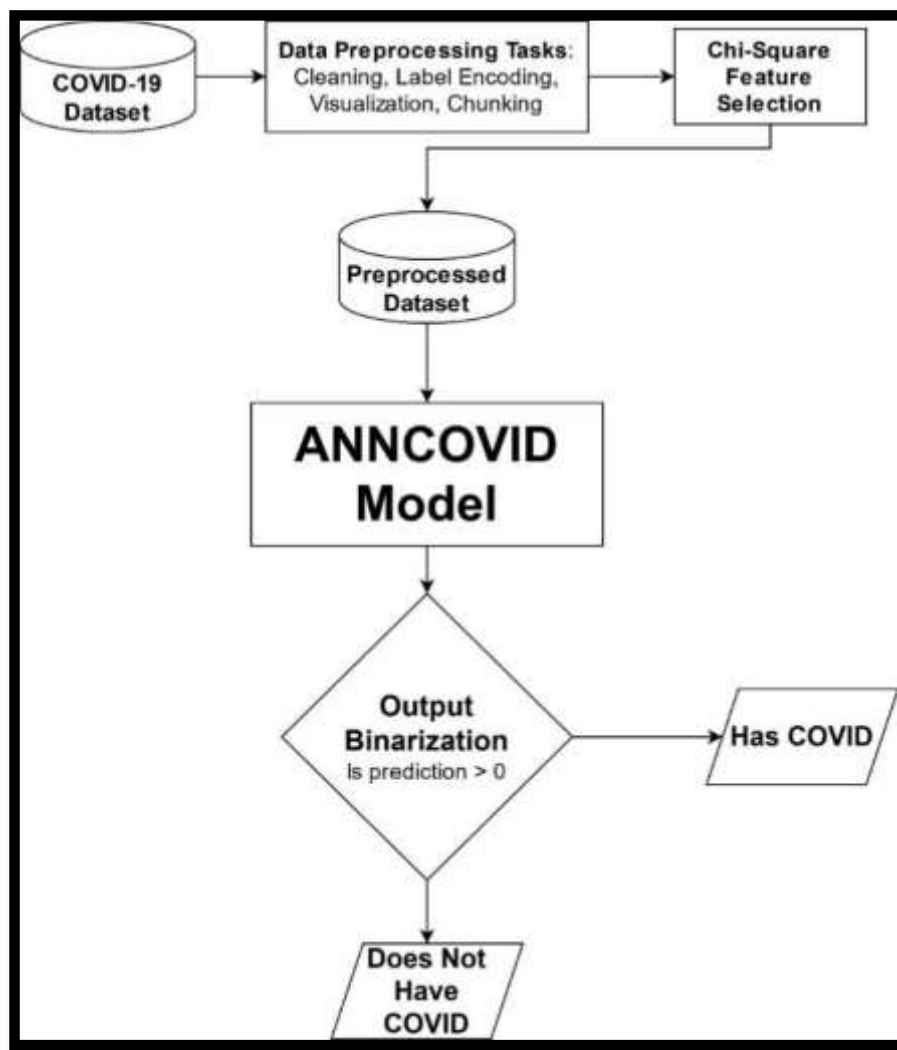 COVID-19
Dataset
Data Preprocessing Tasks:
Cleaning, Label Encoding,
Visualization, Chunking
Chi-Square
Feature
Selection
Preprocessed
Dataset
ANNCOVID
Model
Output
Binarization
Is prediction > 0
Has COVID
Does Not
Have
COVID